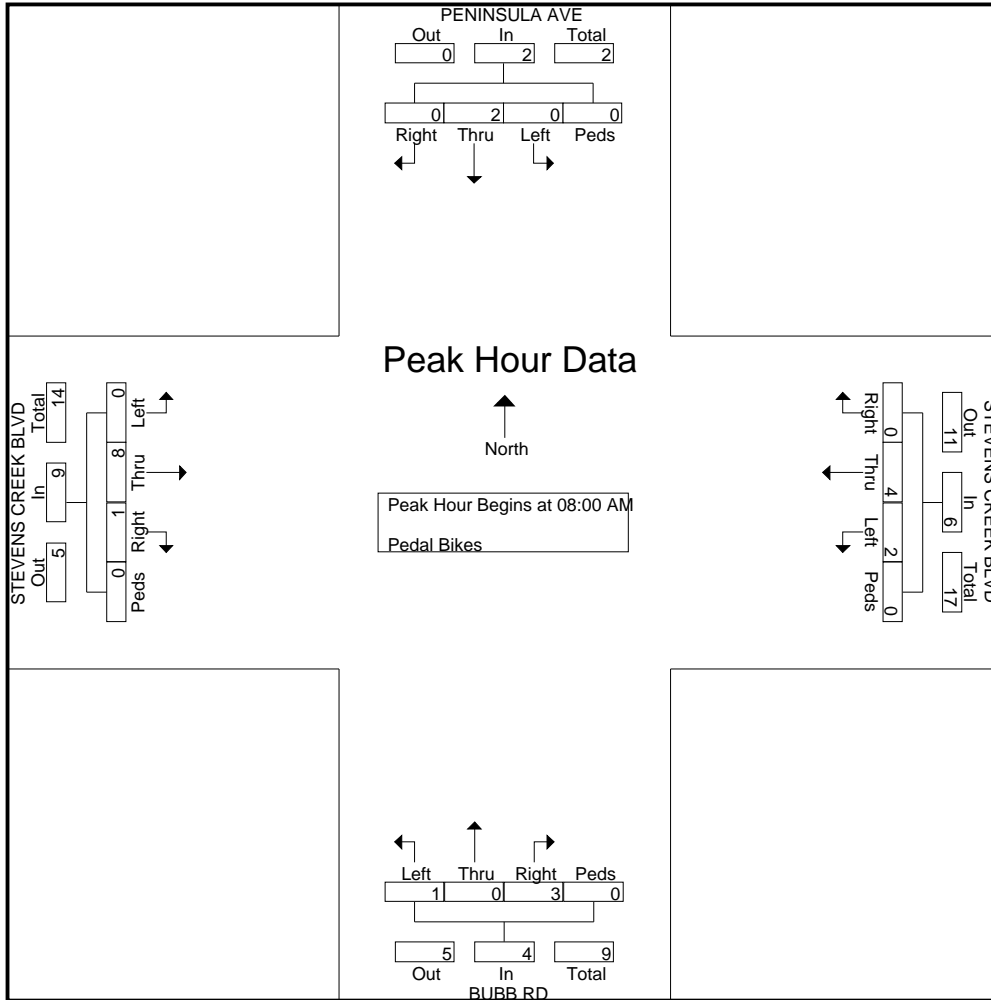 PENINSULA AVE
Out In Total
0 2 2
0 2 0 0
Right Thru Left Peds
Peak Hour Data
North
Peak Hour Begins at 08:00 AM
Pedal Bikes
STEVENS CREEK BLVD
Total In Out
14 9 5
0 8 1 0
Left Thru Right Peds
STEVENS CREEK BLVD
Out In Total
11 6 17
0 4 2 0
Right Thru Left Peds
Left Thru Right Peds
1 0 3 0
5 4 9
Out In Total
BUBB RD